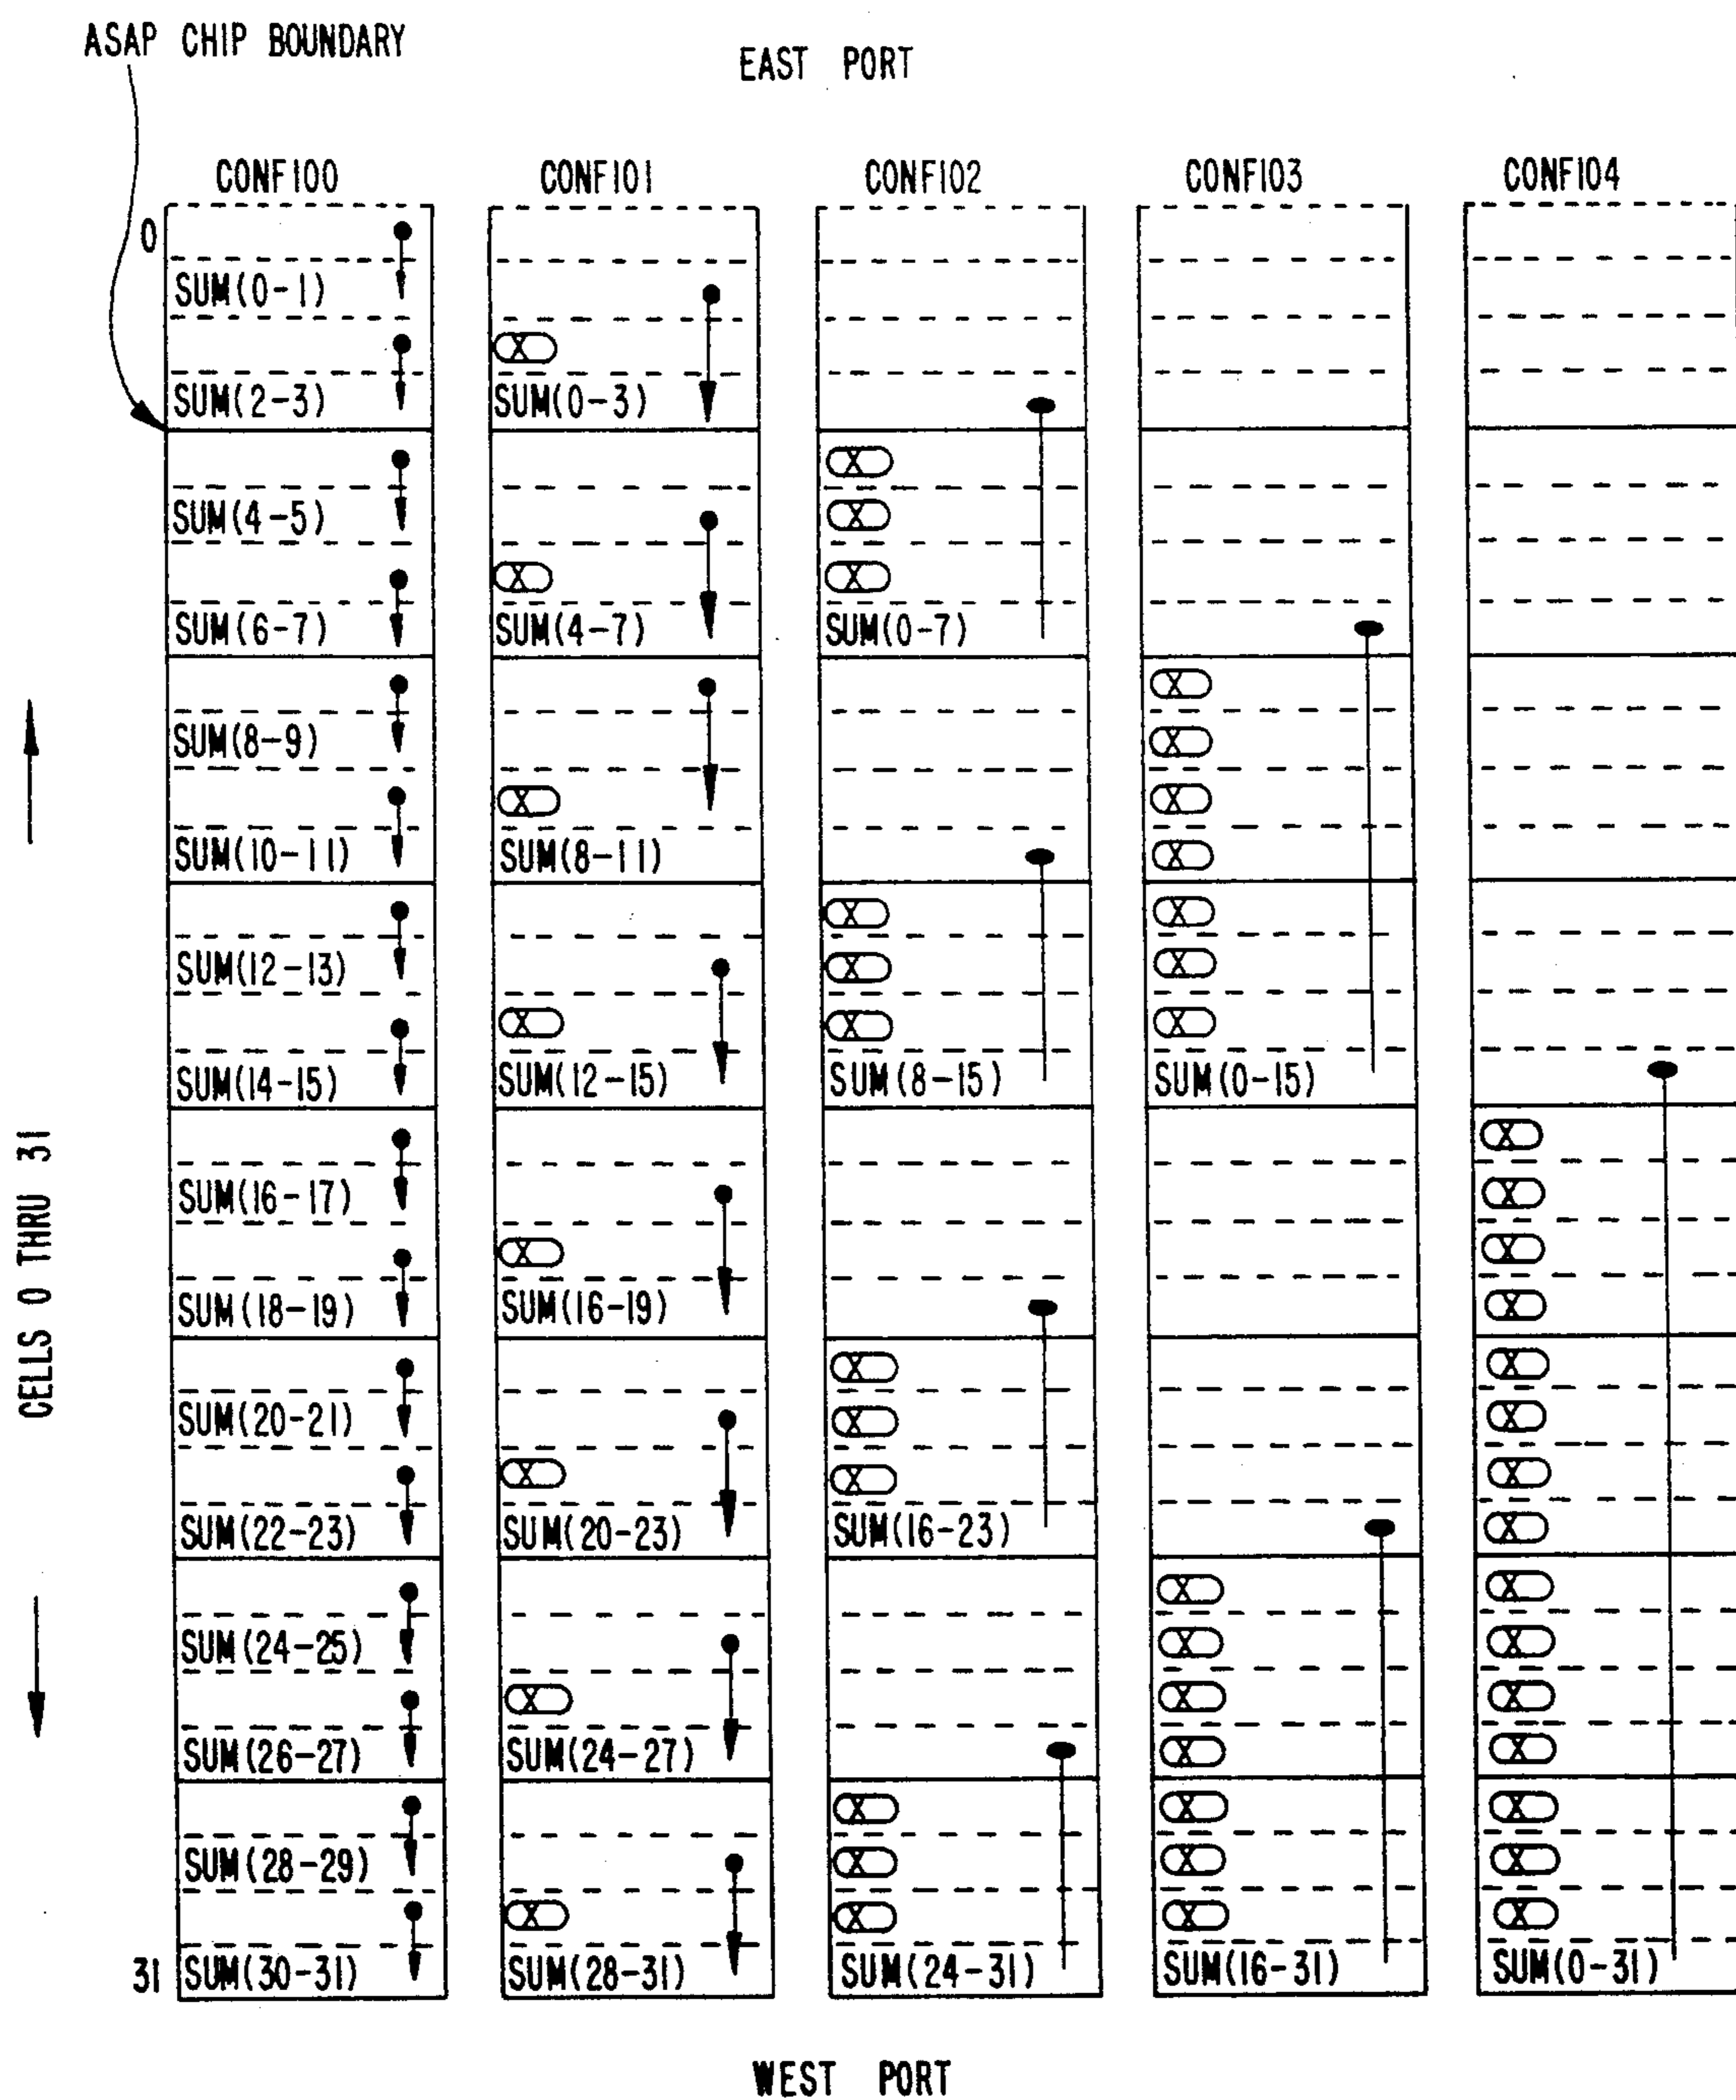 ASAP CHIP BOUNDARY
EAST PORT
CONF100 CONF101 CONF102 CONF103 CONF104
0
SUM(0-1)
SUM(2-3) SUM(0-3)
SUM(4-5)
SUM(6-7) SUM(4-7) SUM(0-7)
SUM(8-9)
SUM(10-11) SUM(8-11)
SUM(12-13)
SUM(14-15) SUM(12-15) SUM(8-15) SUM(0-15)
CELLS 0 THRU 31
SUM(16-17)
SUM(18-19) SUM(16-19)
SUM(20-21)
SUM(22-23) SUM(20-23) SUM(16-23)
SUM(24-25)
SUM(26-27) SUM(24-27)
SUM(28-29)
31 SUM(30-31) SUM(28-31) SUM(24-31) SUM(16-31) SUM(0-31)
WEST PORT